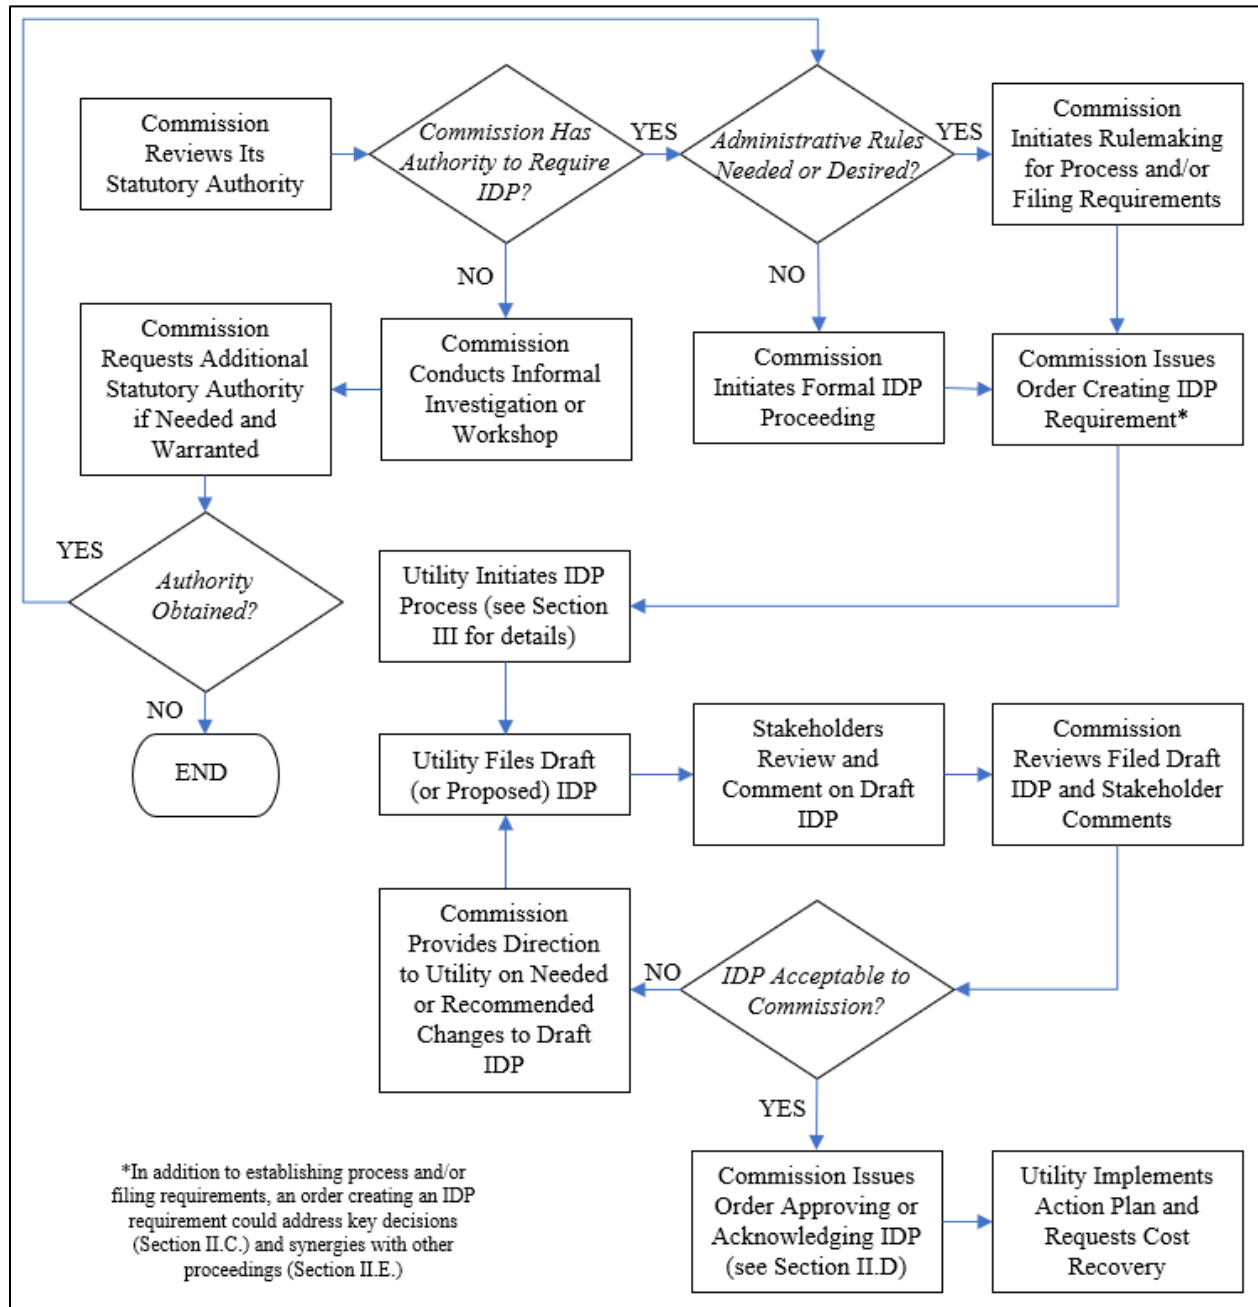 Commission
Reviews Its
Statutory Authority
Commission Has
Authority to Require
IDP?
YES
Administrative Rules
Needed or Desired?
YES
Commission
Initiates Rulemaking
for Process and/or
Filing Requirements
NO
NO
Commission
Requests Additional
Statutory Authority
if Needed and
Warranted
Commission
Conducts Informal
Investigation or
Workshop
Commission
Initiates Formal IDP
Proceeding
Commission Issues
Order Creating IDP
Requirement*
YES
Authority
Obtained?
NO
END
Utility Initiates IDP
Process (see Section
III for details)
Utility Files Draft
(or Proposed) IDP
Stakeholders
Review and
Comment on Draft
IDP
Commission
Reviews Filed Draft
IDP and Stakeholder
Comments
Commission
Provides Direction
to Utility on Needed
or Recommended
Changes to Draft
IDP
NO
IDP Acceptable to
Commission?
YES
*In addition to establishing process and/or
filing requirements, an order creating an IDP
requirement could address key decisions
(Section II.C.) and synergies with other
proceedings (Section II.E.)
Commission Issues
Order Approving or
Acknowledging IDP
(see Section II.D)
Utility Implements
Action Plan and
Requests Cost
Recovery